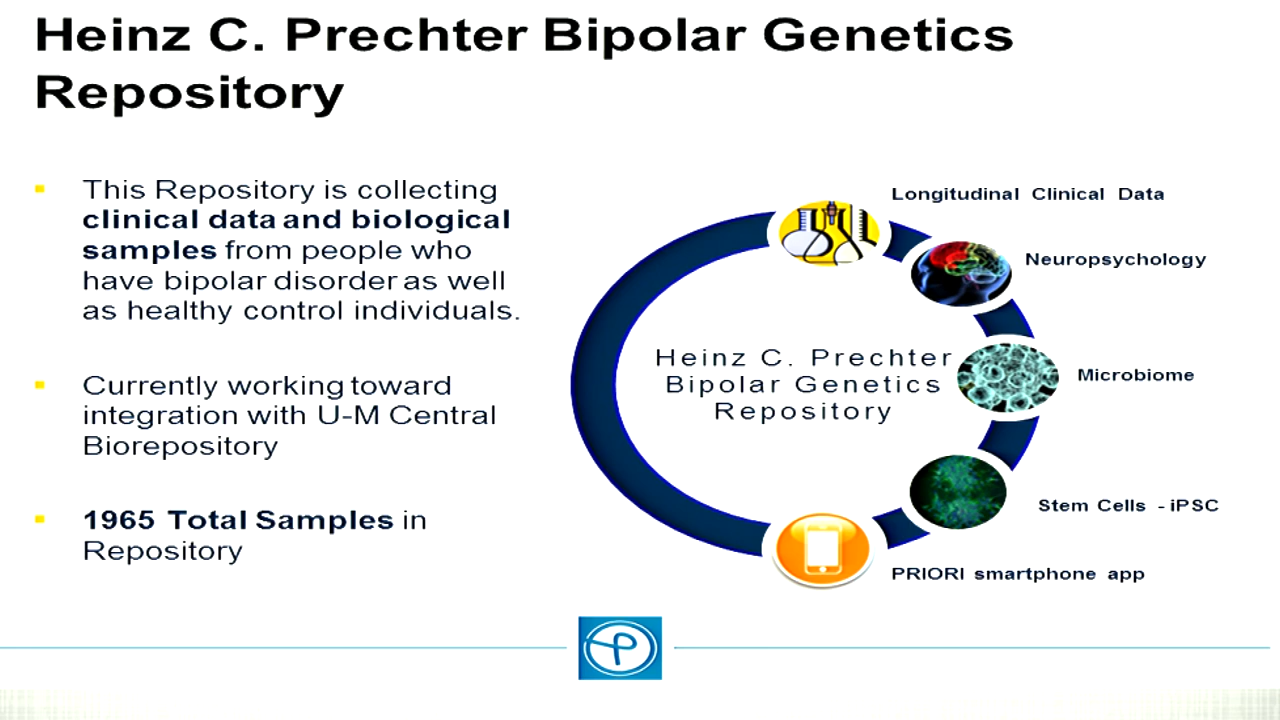 Heinz C. Prechter Bipolar Genetics
Repository
This Repository is collecting
clinical data and biological
samples from people who
have bipolar disorder as well
as healthy control individuals.
Currently working toward
integration with U-M Central
Biorepository
1965 Total Samples in
Repository
Longitudinal Clinical Data
Neuropsychology
Heinz C. Prechter
Bipolar Genetics
Repository
Microbiome
Stem Cells - iPSC
PRIORI smartphone app
P